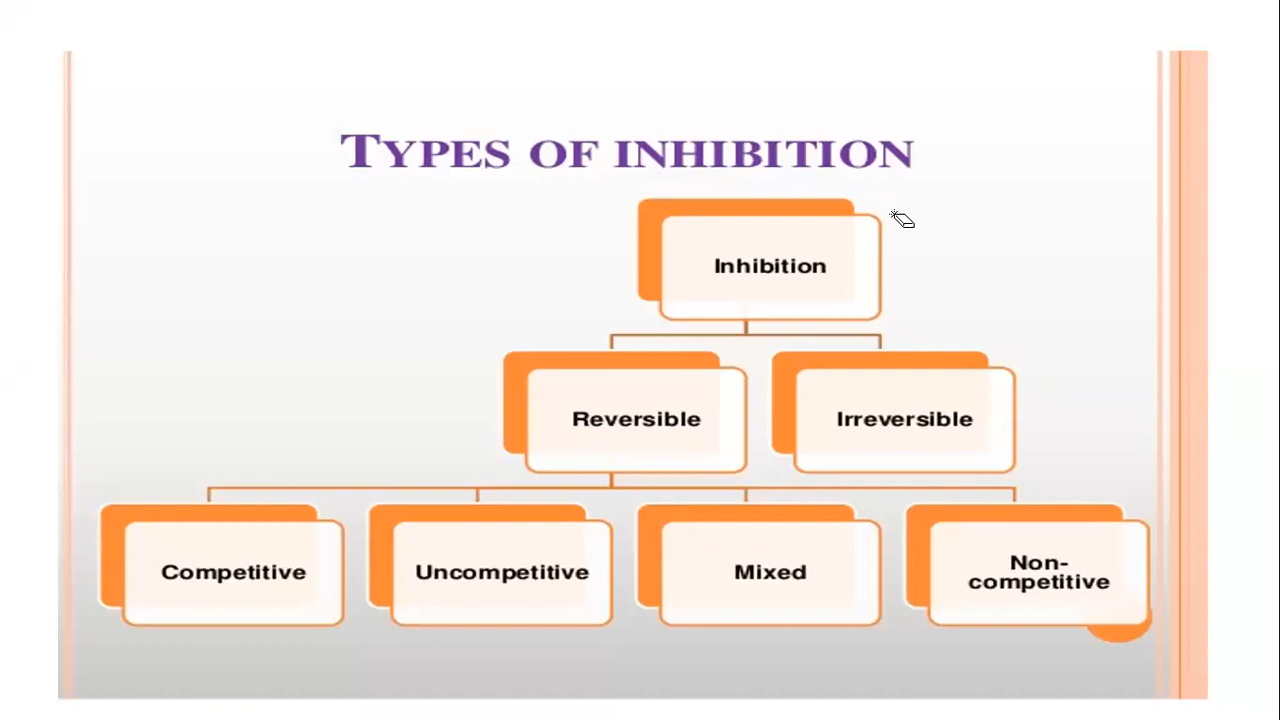 TYPES OF INHIBITION
Inhibition
Reversible
Irreversible
Competitive
Uncompetitive
Mixed
Non-
competitive